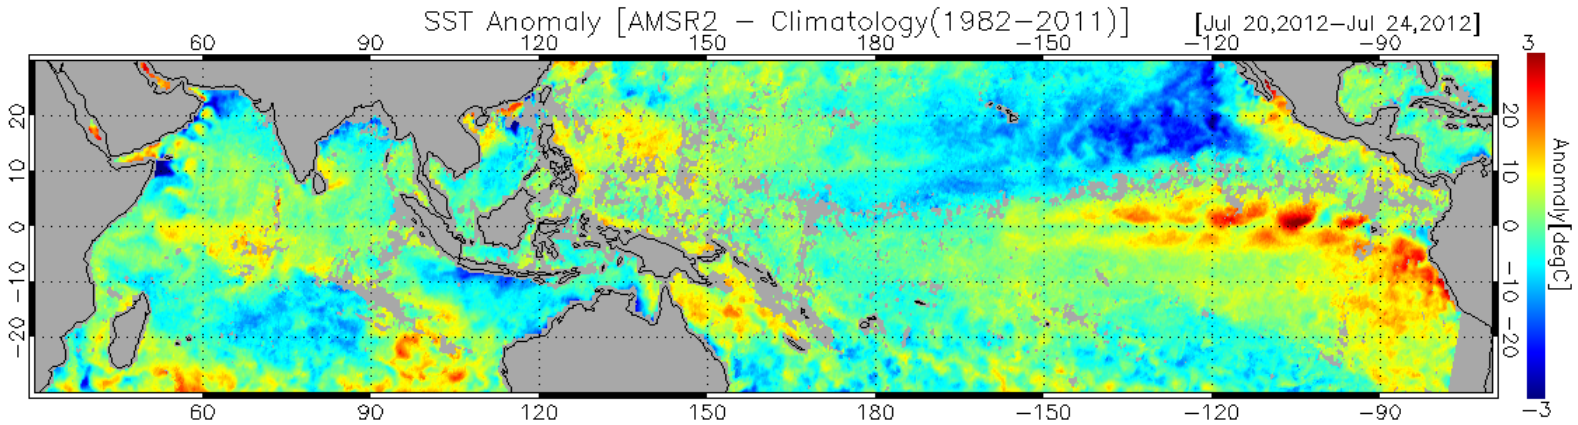 SST Anomaly [AMSR2 − Climatology(1982−2011)]
[Jul 20,2012−Jul 24,2012]
60 90 120 150 180 −150 −120 −90
3
20 20
10 10
0 0
−10 −10
−20 −20
Anomaly[degC]
−3
60 90 120 150 180 −150 −120 −90